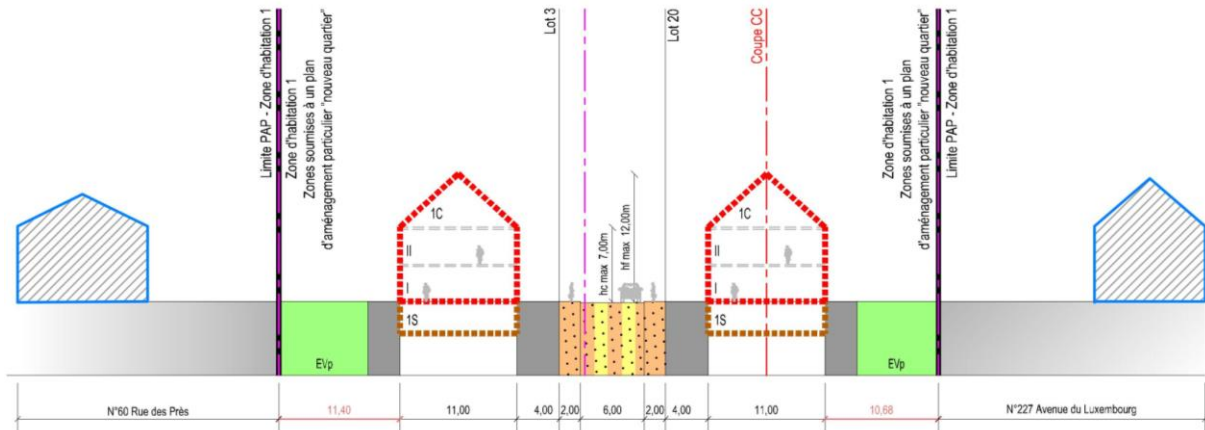 Limite PAP - Zone d'habitation 1
Zone d'habitation 1
Zones soumises à un plan
d'aménagement particulier "nouveau quartier"
Lot 3
Lot 20
Coupe CC
Zone d'habitation 1
Zones soumises à un plan
d'aménagement particulier "nouveau quartier"
Limite PAP - Zone d'habitation 1
1C
II
I
1S
hc max 7,00m
hf max 12,00m
1C
II
I
1S
EVp
EVp
N°60 Rue des Près
11,40
11,00
4,00
2,00
6,00
2,00
4,00
11,00
10,68
N°227 Avenue du Luxembourg